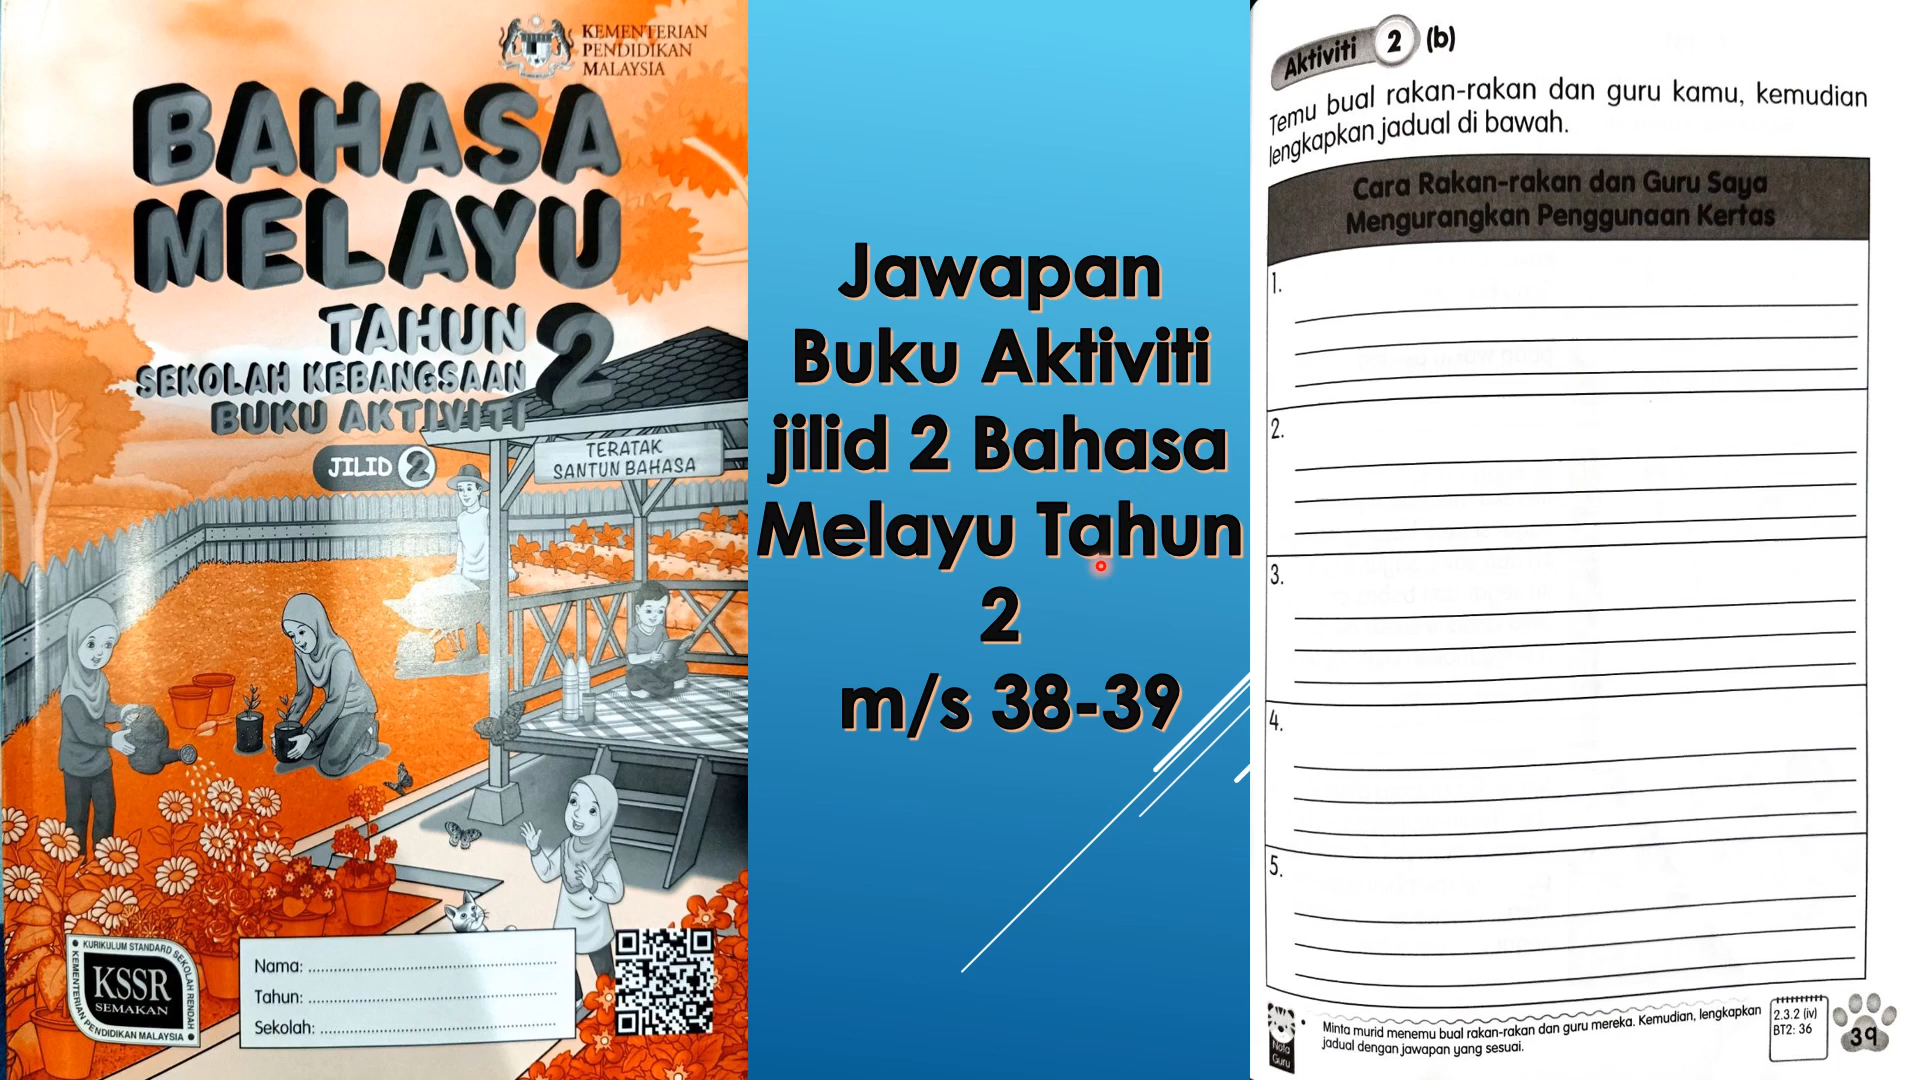 KEMENTERIAN
PENDIDIKAN
MALAYSIA
BAHASA
MELAYU
TAHUN 2
SEKOLAH KEBANGSAAN
BUKU AKTIVITI
JILID 2
TERATAK
SANTUN BAHASA
KURIKULUM STANDARD SEKOLAH RENDAH
KSSR
SEMAKAN
KEMENTERIAN PENDIDIKAN MALAYSIA
Nama:
Tahun:
Sekolah:
Jawapan
Buku Aktiviti
jilid 2 Bahasa
Melayu Tahun
2
m/s 38-39
Aktiviti 2 (b)
Temu bual rakan-rakan dan guru kamu, kemudian
lengkapkan jadual di bawah.
Cara Rakan-rakan dan Guru Saya
Mengurangkan Penggunaan Kertas
1.
2.
3.
4.
5.
Nota
Guru
• Minta murid menemu bual rakan-rakan dan guru mereka. Kemudian, lengkapkan
jadual dengan jawapan yang sesuai.
2.3.2 (iv)
BT2: 36
39